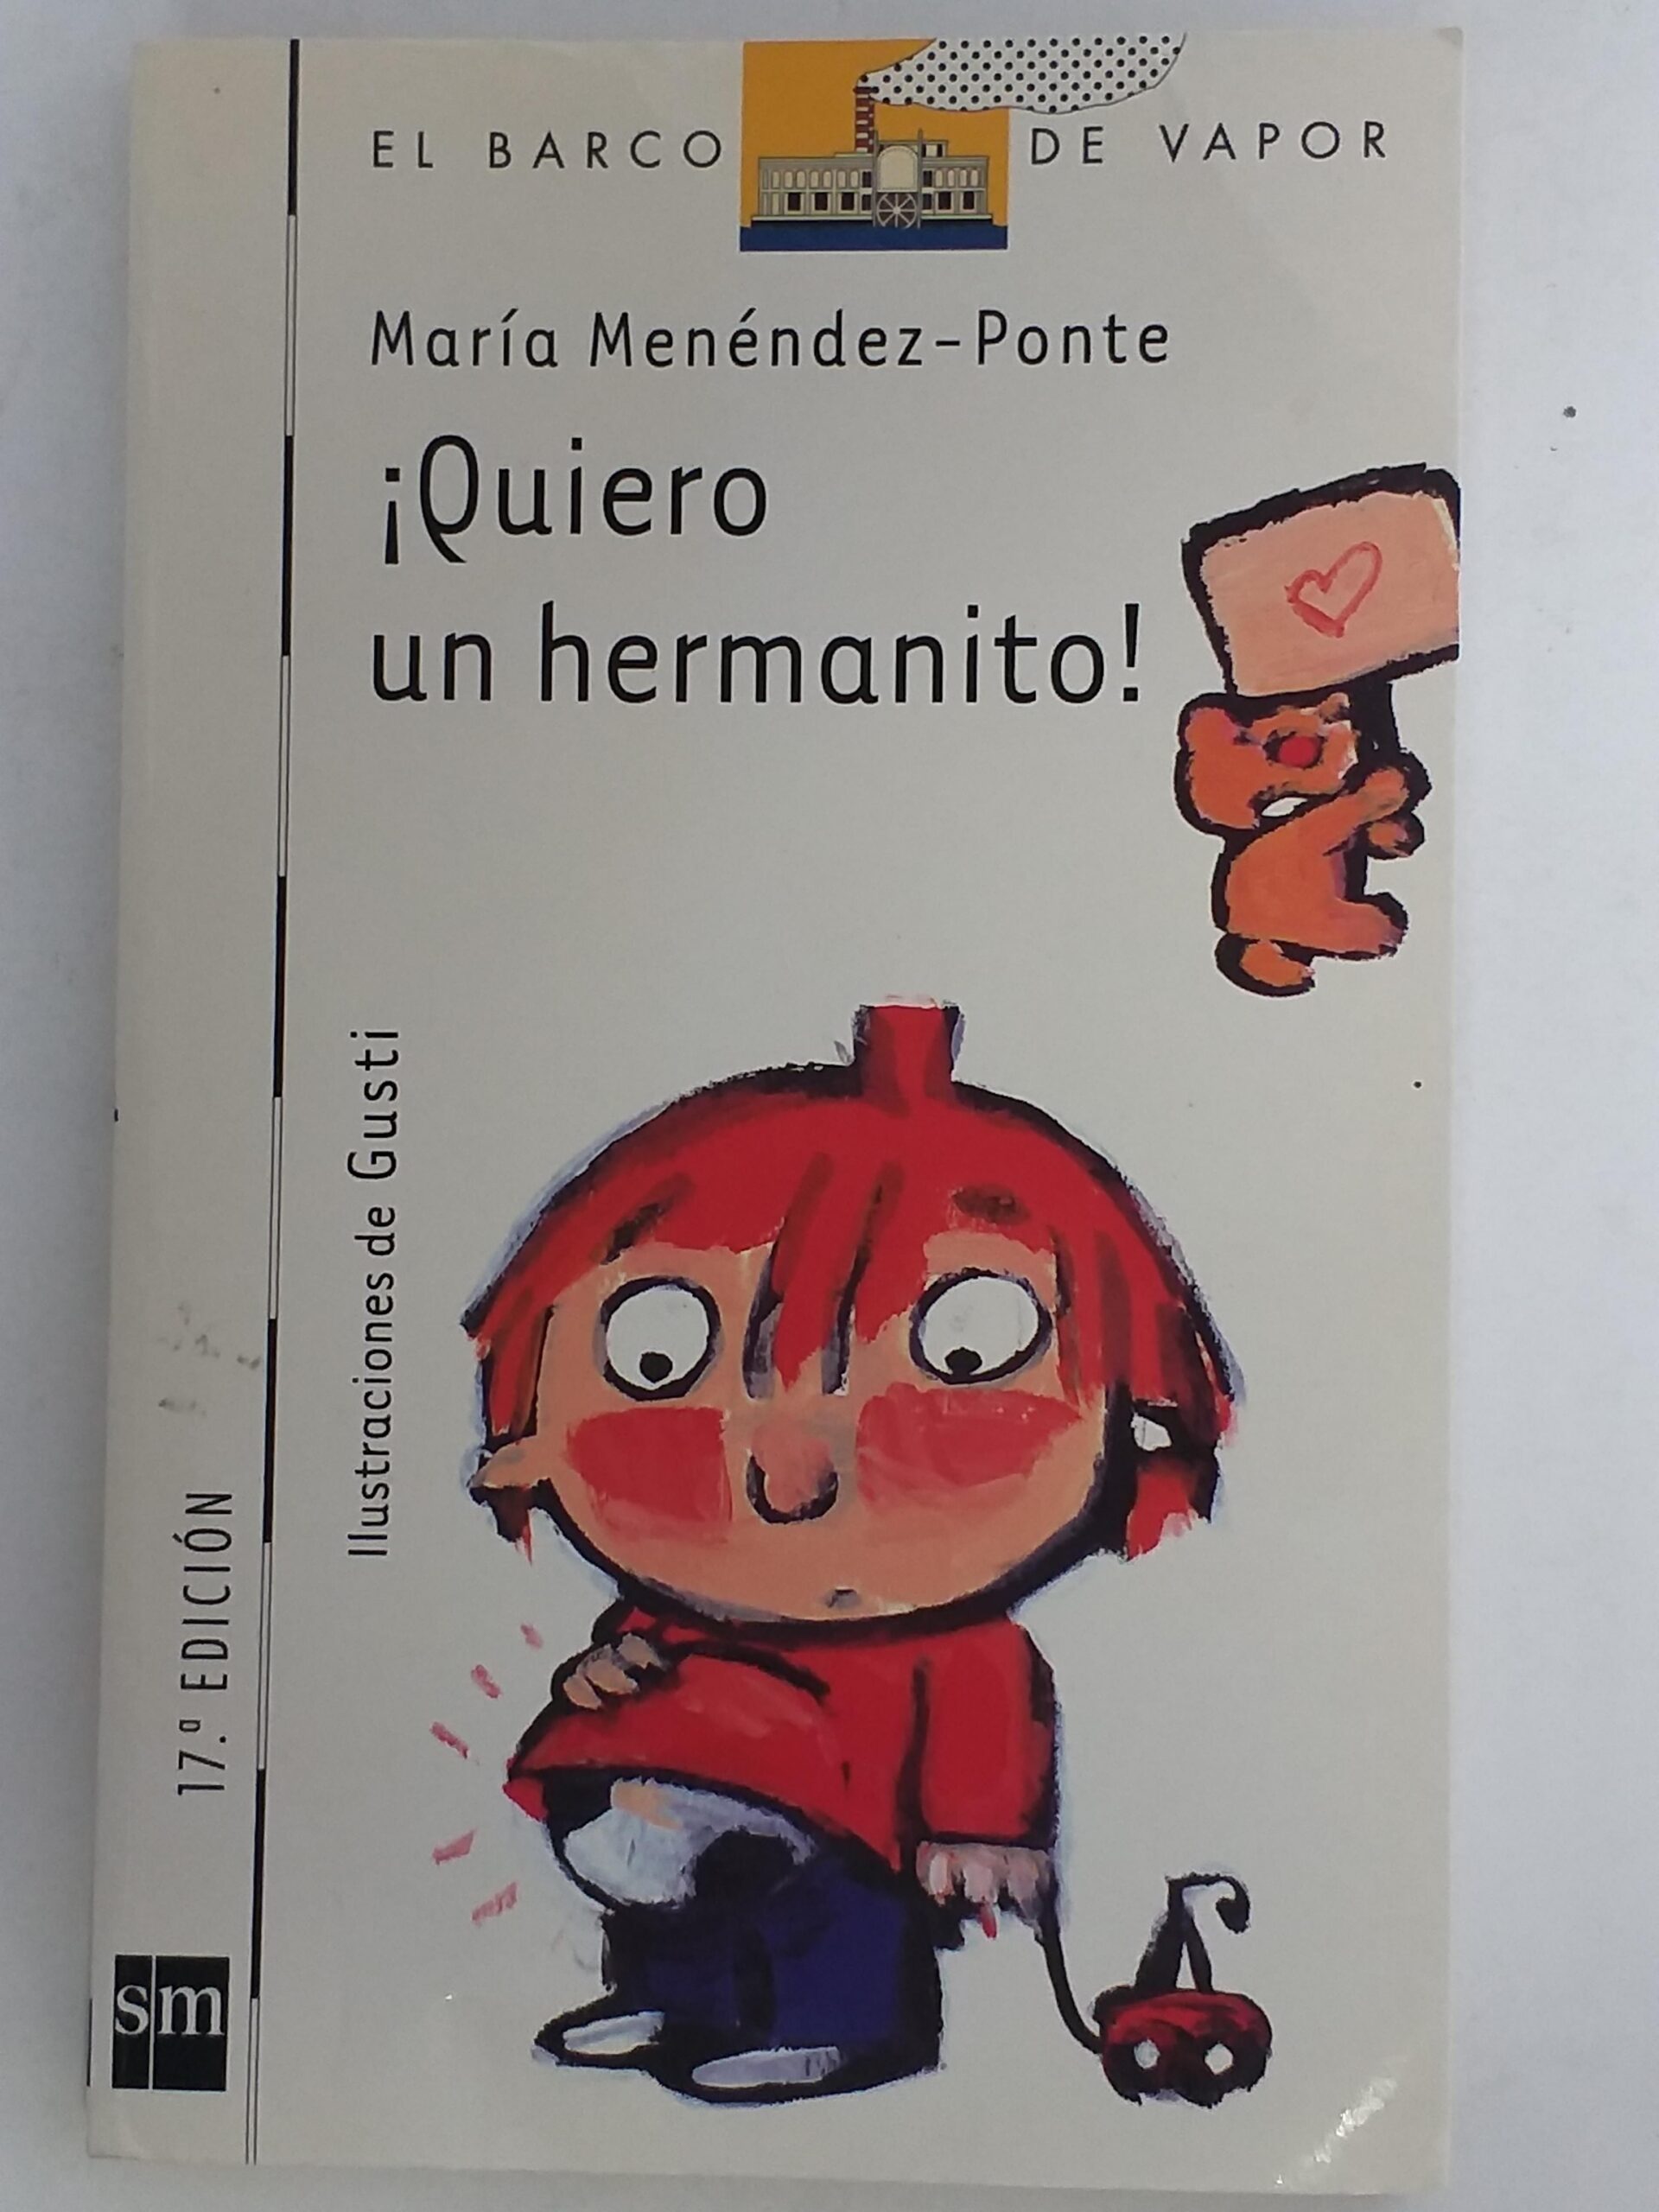 EL BARCO DE VAPOR
María Menéndez-Ponte
¡Quiero
un hermanito!
Ilustraciones de Gusti
17.ª EDICIÓN
sm